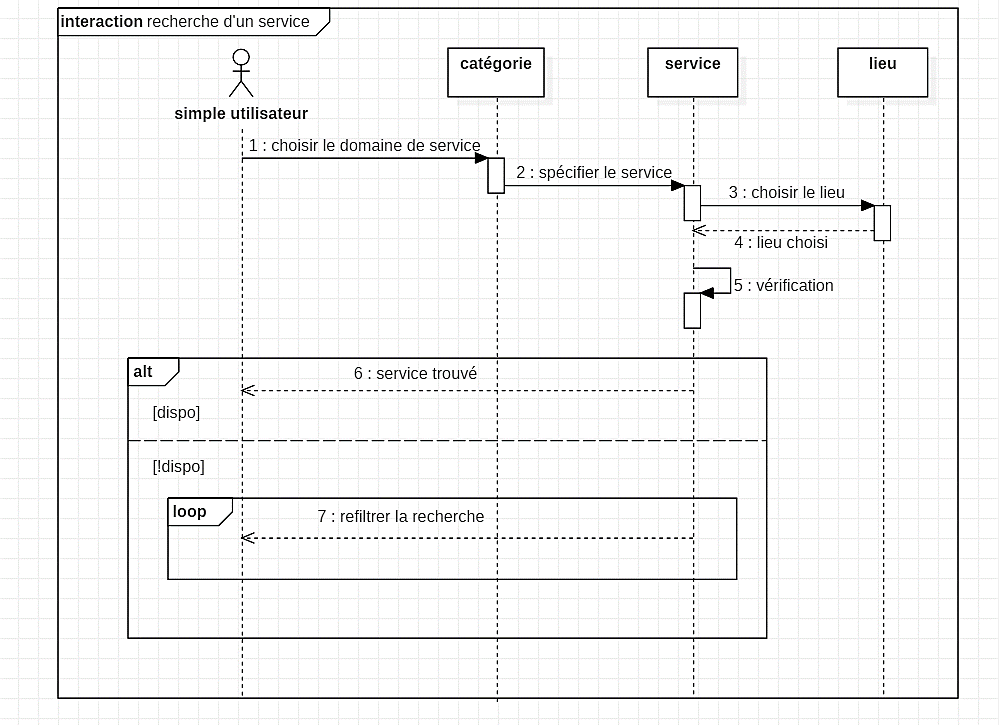 interaction recherche d'un service
catégorie
service
lieu
simple utilisateur
1 : choisir le domaine de service
2 : spécifier le service
3 : choisir le lieu
4 : lieu choisi
5 : vérification
alt
6 : service trouvé
[dispo]
[!dispo]
loop
7 : refiltrer la recherche